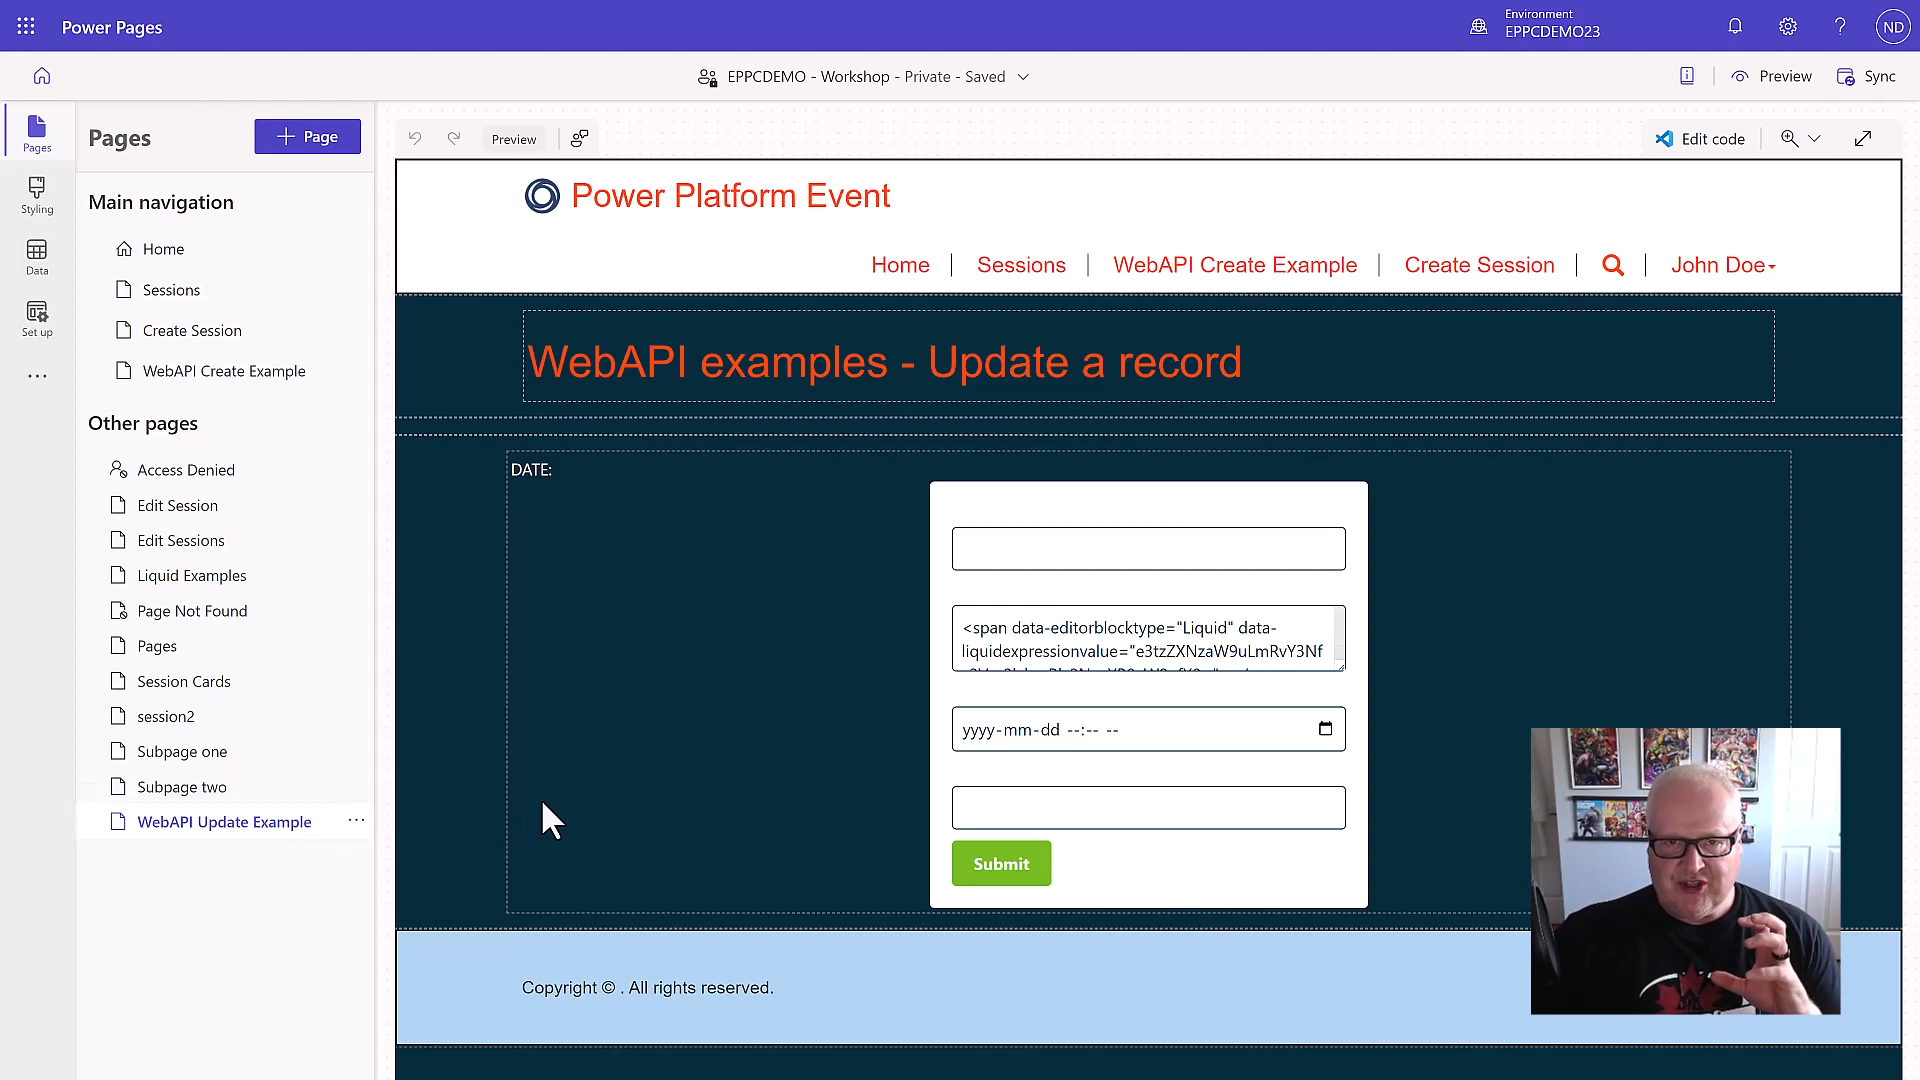 Power Pages
Environment
EPPCDEMO23
ND
EPPCDEMO - Workshop - Private - Saved
Preview
Sync
Pages
Styling
Data
Set up
Pages
Page
Main navigation
Home
Sessions
Create Session
WebAPI Create Example
Other pages
Access Denied
Edit Session
Edit Sessions
Liquid Examples
Page Not Found
Pages
Session Cards
session2
Subpage one
Subpage two
WebAPI Update Example
Preview
Edit code
Power Platform Event
Home
Sessions
WebAPI Create Example
Create Session
John Doe
WebAPI examples - Update a record
DATE:
<span data-editorblocktype="Liquid" data-
liquidexpressionvalue="e3tzZXNzaW9uLmRvY3Nf
yyyy-mm-dd --:-- --
Submit
Copyright © . All rights reserved.